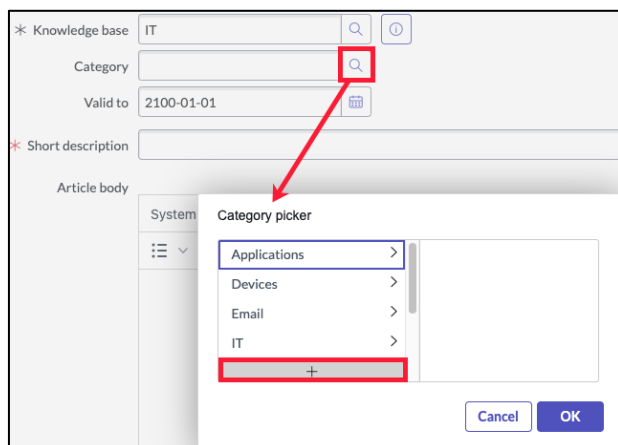 * Knowledge base IT
Category
Valid to 2100-01-01
* Short description
Article body
System
Category picker
Applications
Devices
Email
IT
+
Cancel OK